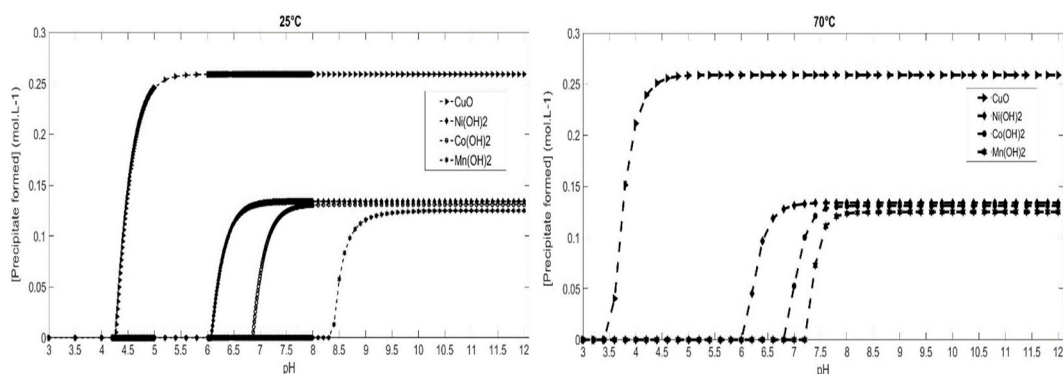 25°C
[Precipitate formed] (mol.L-1)
0.3
0.25
0.2
0.15
0.1
0.05
0
3 3.5 4 4.5 5 5.5 6 6.5 7 7.5 8 8.5 9 9.5 10 10.5 11 11.5 12
pH
CuO
Ni(OH)2
Co(OH)2
Mn(OH)2
70°C
[Precipitate formed] (mol.L-1)
0.3
0.25
0.2
0.15
0.1
0.05
0
3 3.5 4 4.5 5 5.5 6 6.5 7 7.5 8 8.5 9 9.5 10 10.5 11 11.5 12
pH
CuO
Ni(OH)2
Co(OH)2
Mn(OH)2